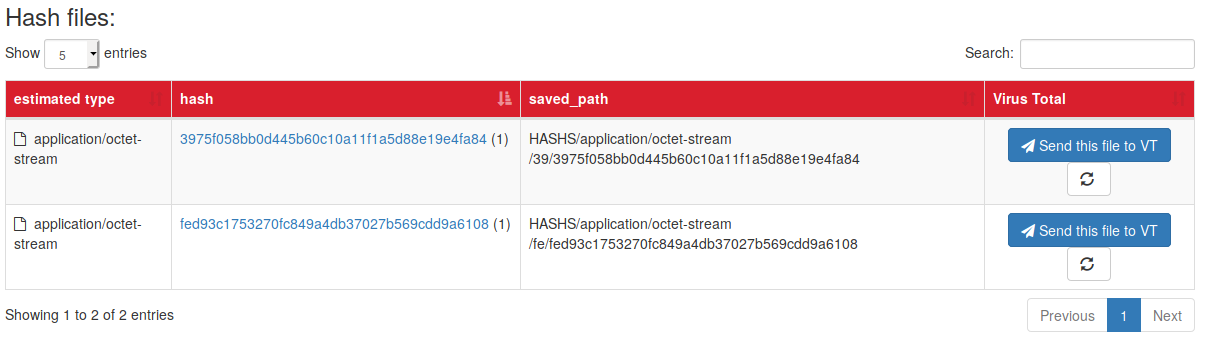 Hash files:
Show 5 entries Search:
estimated type hash saved_path Virus Total
application/octet-stream 3975f058bb0d445b60c10a11f1a5d88e19e4fa84 (1) HASHS/application/octet-stream
/39/3975f058bb0d445b60c10a11f1a5d88e19e4fa84 Send this file to VT
application/octet-stream fed93c1753270fc849a4db37027b569cdd9a6108 (1) HASHS/application/octet-stream
/fe/fed93c1753270fc849a4db37027b569cdd9a6108 Send this file to VT
Showing 1 to 2 of 2 entries Previous 1 Next